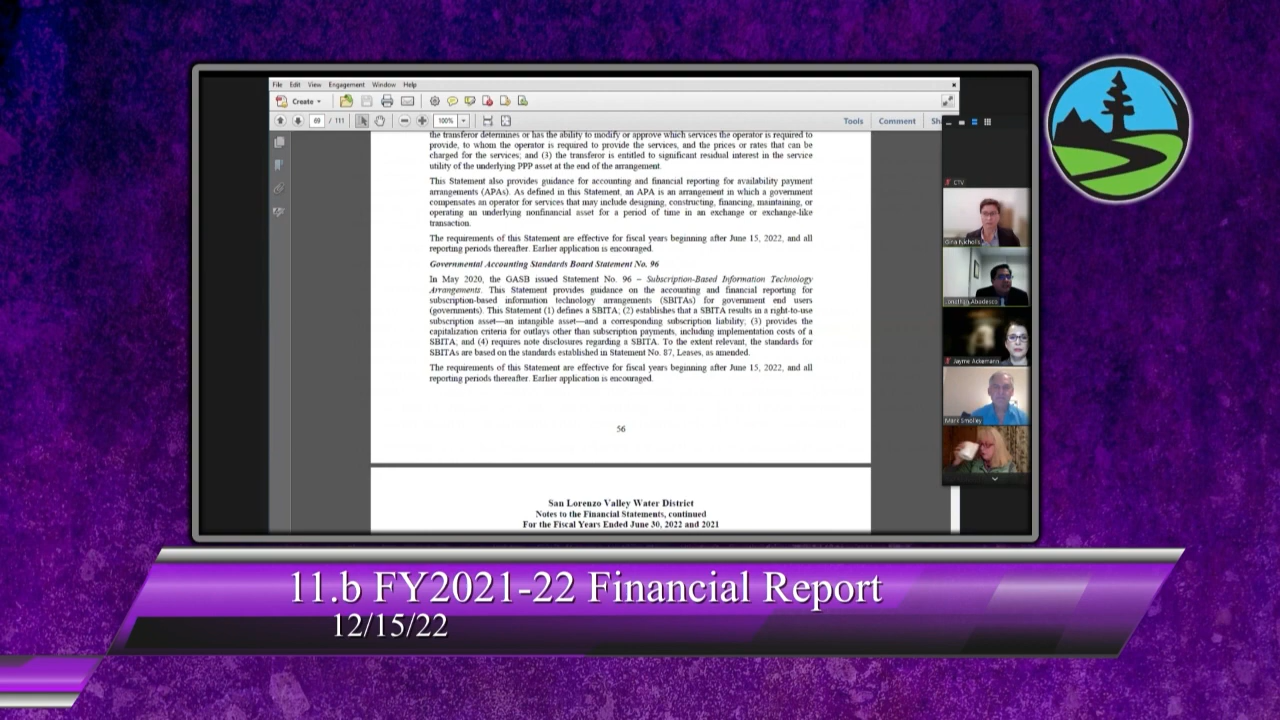 File Edit View Engagement Window Help
Create
69 / 111
100%
Tools Comment
the transferor determines or has the ability to modify or approve which services the operator is required to
provide, to whom the operator is required to provide the services, and the prices or rates that can be
charged for the services; and (3) the transferor is entitled to significant residual interest in the service
utility of the underlying PPP asset at the end of the arrangement.
This Statement also provides guidance for accounting and financial reporting for availability payment
arrangements (APAs). As defined in this Statement, an APA is an arrangement in which a government
compensates an operator for services that may include designing, constructing, financing, maintaining, or
operating an underlying nonfinancial asset for a period of time in an exchange or exchange-like
transaction.
The requirements of this Statement are effective for fiscal years beginning after June 15, 2022, and all
reporting periods thereafter. Earlier application is encouraged.
Governmental Accounting Standards Board Statement No. 96
In May 2020, the GASB issued Statement No. 96 – Subscription-Based Information Technology
Arrangements. This Statement provides guidance on the accounting and financial reporting for
subscription-based information technology arrangements (SBITAs) for government end users
(governments). This Statement (1) defines a SBITA; (2) establishes that a SBITA results in a right-to-use
subscription asset—an intangible asset—and a corresponding subscription liability; (3) provides the
capitalization criteria for outlays other than subscription payments, including implementation costs of a
SBITA; and (4) requires note disclosures regarding a SBITA. To the extent relevant, the standards for
SBITAs are based on the standards established in Statement No. 87, Leases, as amended.
The requirements of this Statement are effective for fiscal years beginning after June 15, 2022, and all
reporting periods thereafter. Earlier application is encouraged.
56
San Lorenzo Valley Water District
Notes to the Financial Statements, continued
For the Fiscal Years Ended June 30, 2022 and 2021
CTV
Gina Nicholls
Jonathan Abadesco
Jayme Ackemann
Mark Smolley
11.b FY2021-22 Financial Report
12/15/22